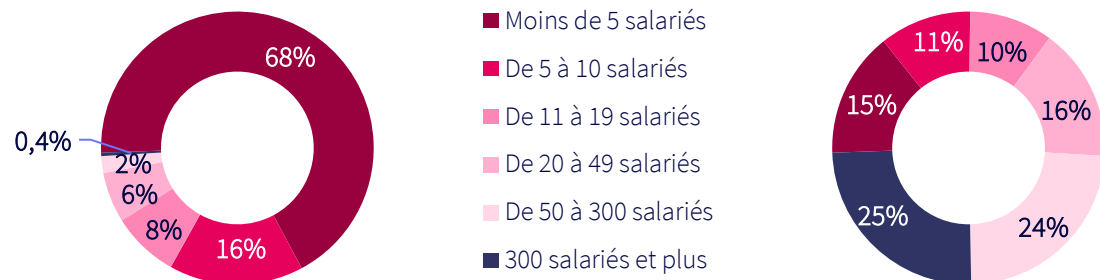 68%
0,4%
2%
6%
8%
16%
Moins de 5 salariés
De 5 à 10 salariés
De 11 à 19 salariés
De 20 à 49 salariés
De 50 à 300 salariés
300 salariés et plus
11%
10%
15%
16%
25%
24%